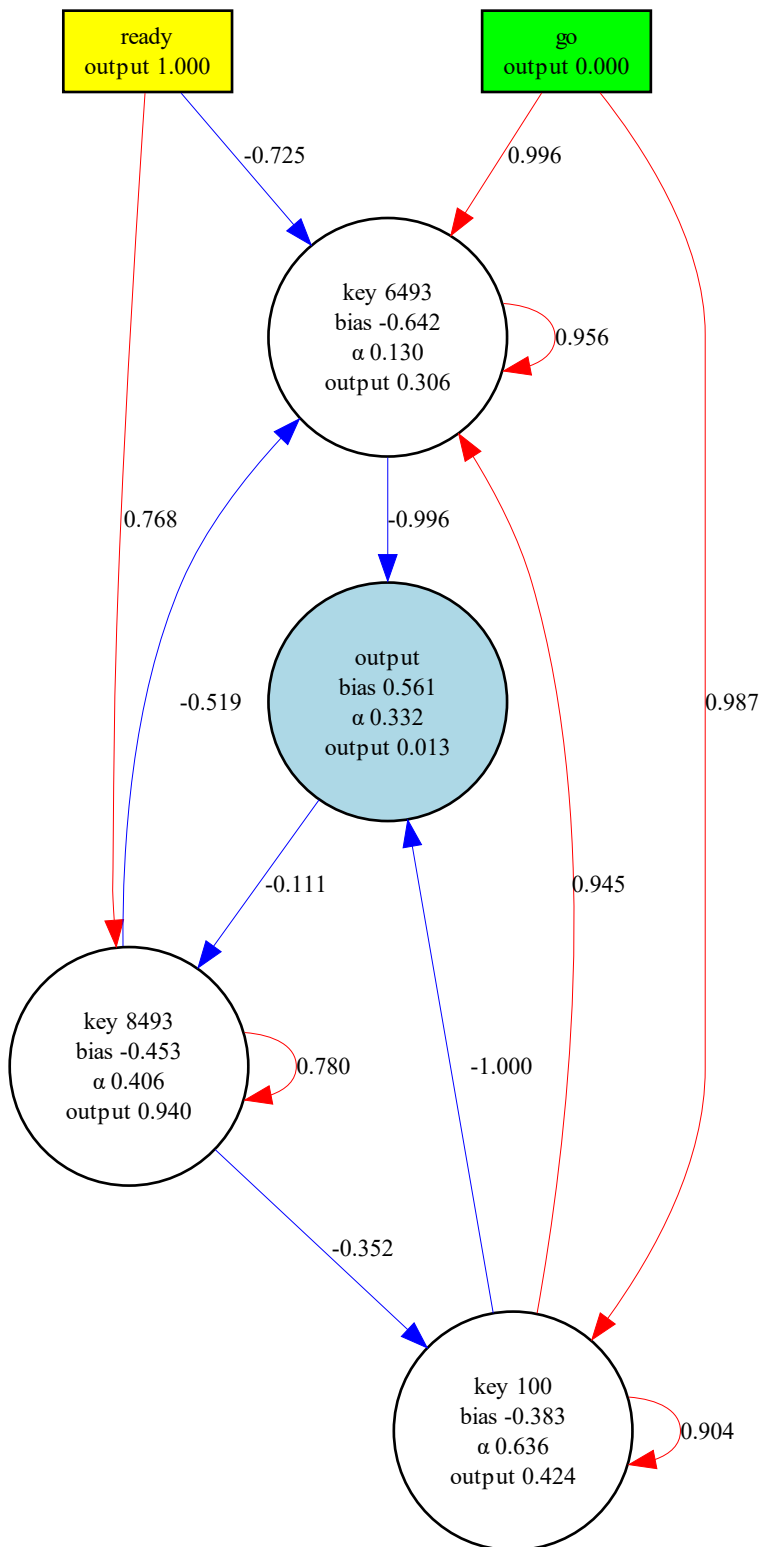 ready
output 1.000
go
output 0.000
-0.725
0.996
key 6493
bias -0.642
α 0.130
output 0.306
0.956
0.768
-0.996
output
bias 0.561
α 0.332
output 0.013
-0.519
0.987
-0.111
0.945
key 8493
bias -0.453
α 0.406
output 0.940
0.780
-1.000
-0.352
key 100
bias -0.383
α 0.636
output 0.424
0.904